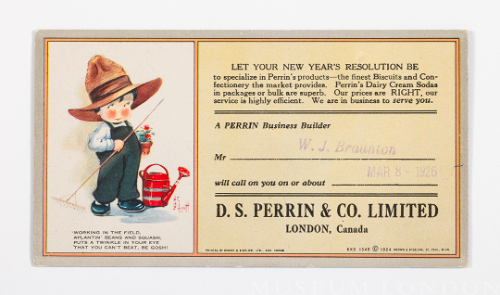 WORKING IN THE FIELD,
APLANTIN' BEANS AND SQUASH,
PUTS A TWINKLE IN YOUR EYE
THAT YOU CAN'T BEAT, BE GOSH!
LET YOUR NEW YEAR'S RESOLUTION BE
to specialize in Perrin's products—the finest Biscuits and Con-
fectionery the market provides. Perrin's Dairy Cream Sodas
in packages or bulk are superb. Our prices are RIGHT, our
service is highly efficient. We are in business to serve you.
A PERRIN Business Builder
Mr W. J. Braunton
MAR 8 - 1926
will call on you on or about
D. S. PERRIN & CO. LIMITED
LONDON, Canada
1924
MUSEUM LONDON